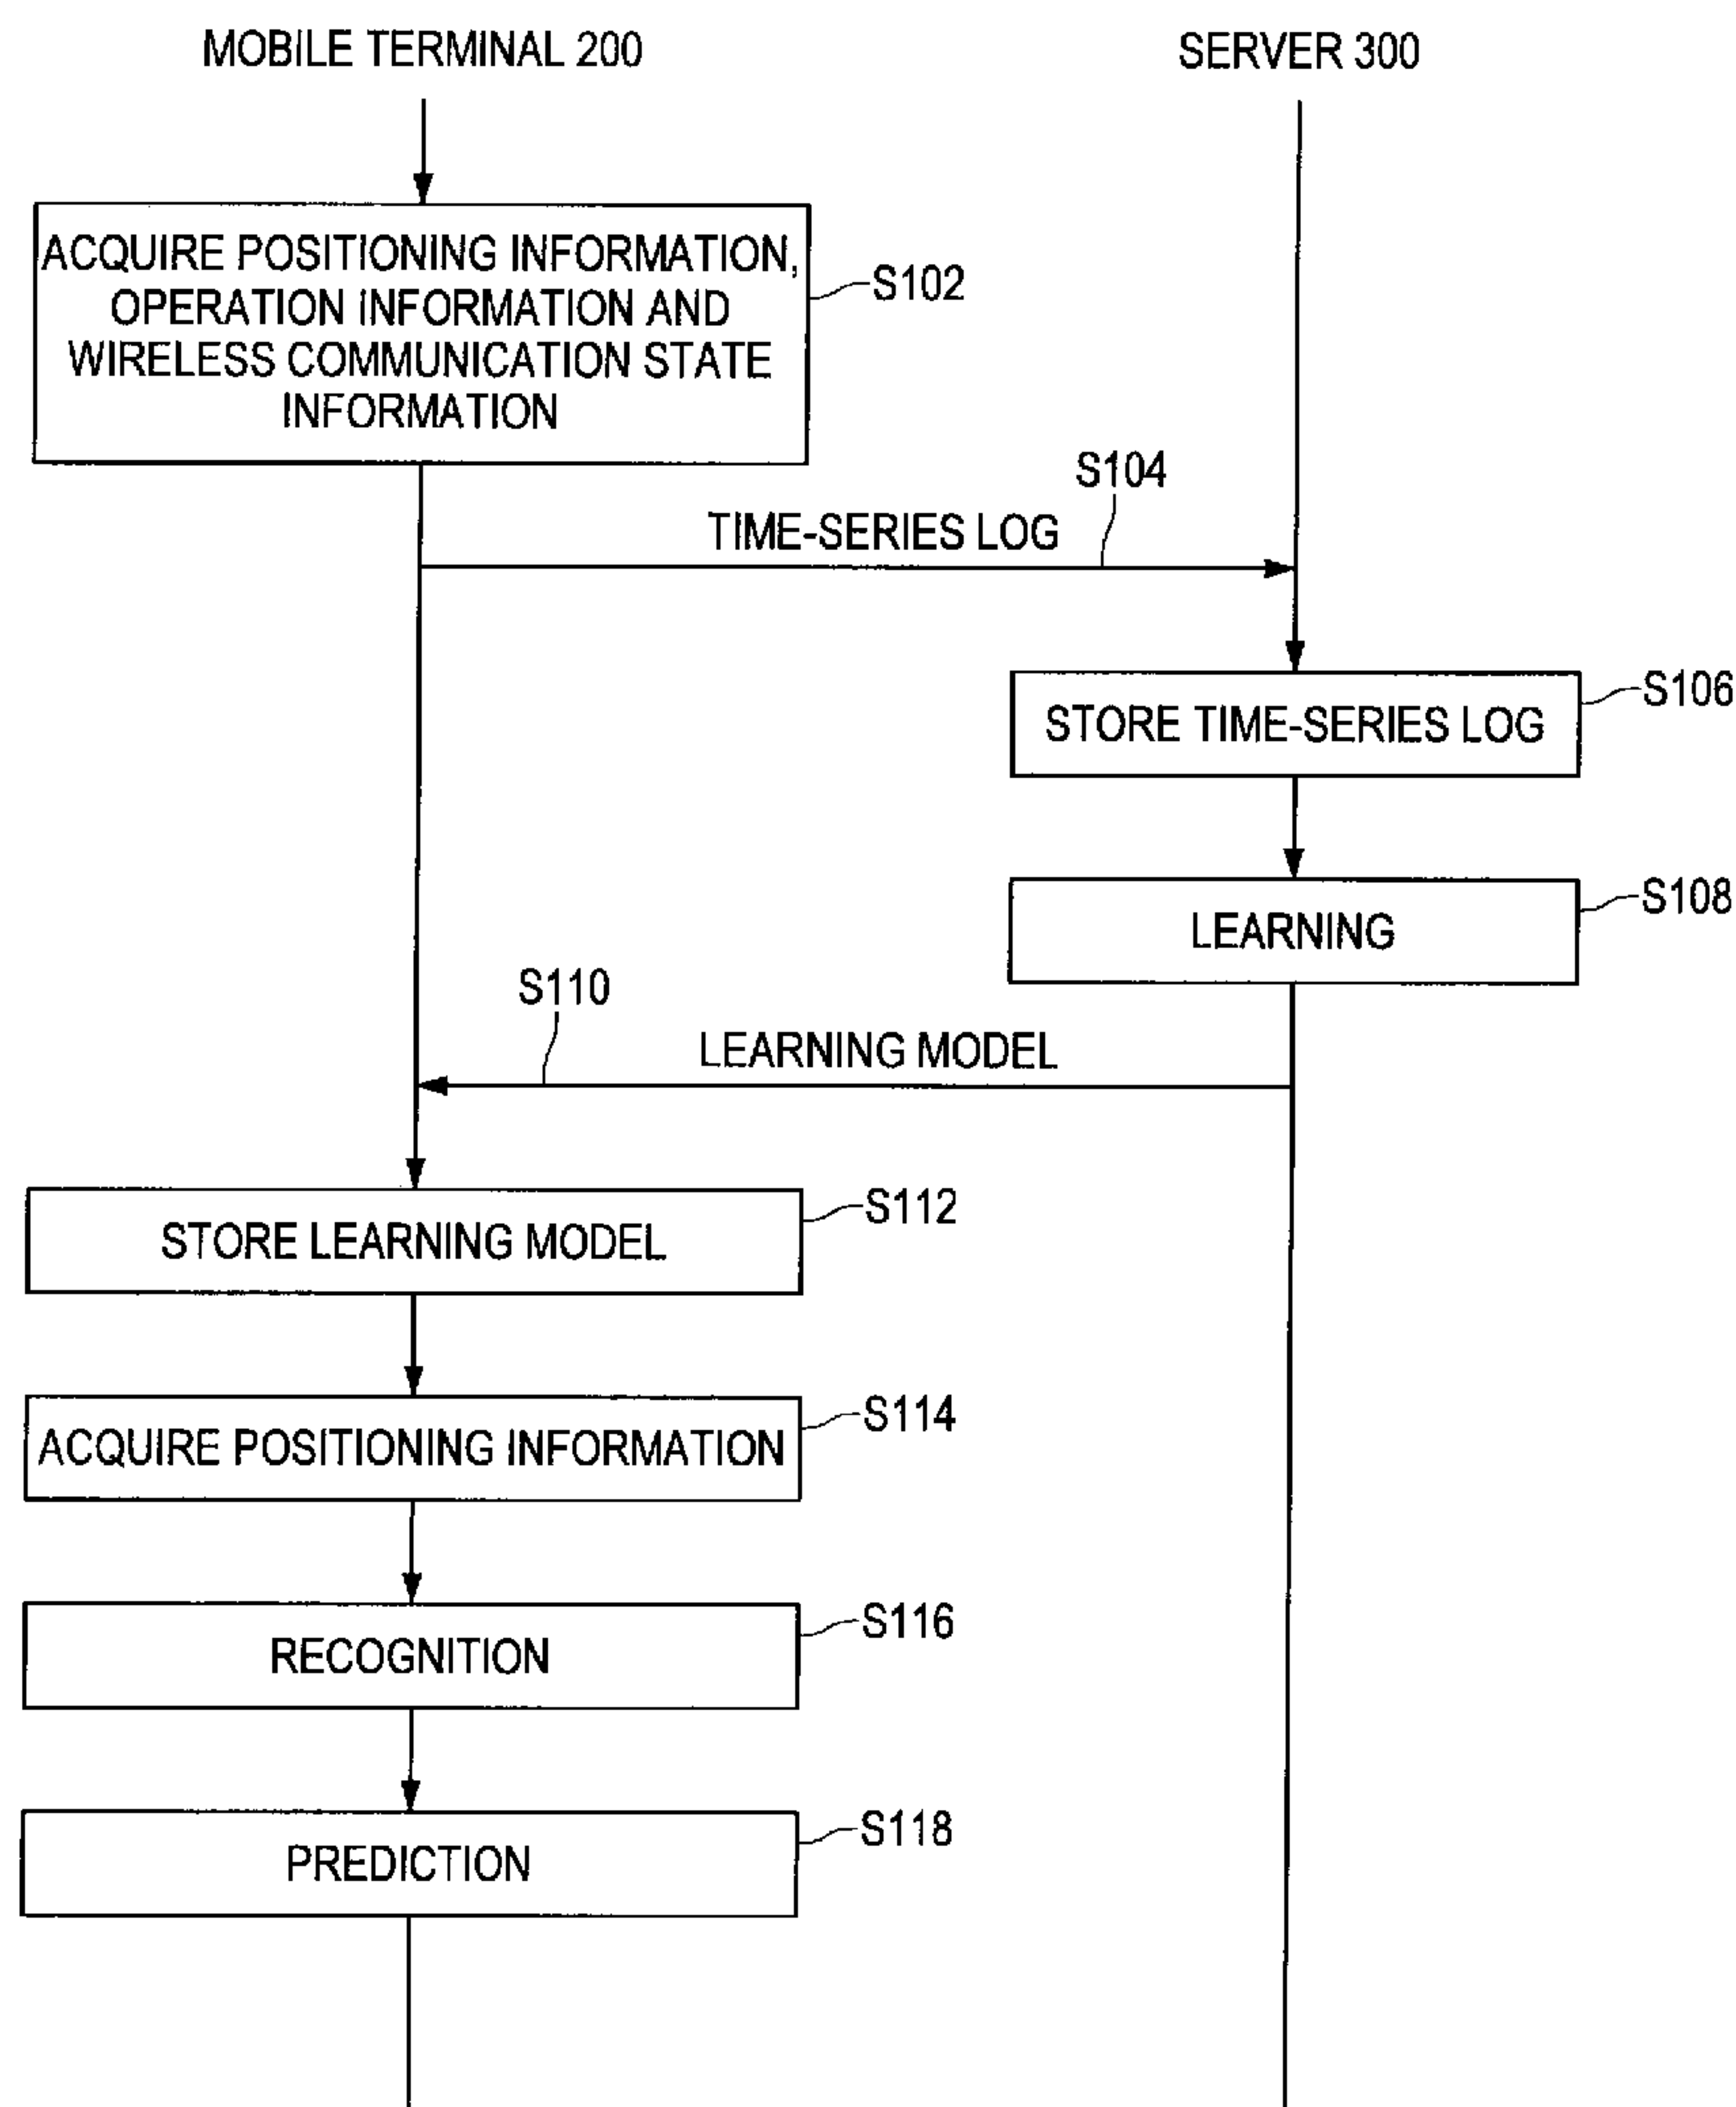 MOBILE TERMINAL 200
SERVER 300
ACQUIRE POSITIONING INFORMATION,
OPERATION INFORMATION AND
WIRELESS COMMUNICATION STATE
INFORMATION
S102
S104
TIME-SERIES LOG
S106
STORE TIME-SERIES LOG
S108
LEARNING
S110
LEARNING MODEL
S112
STORE LEARNING MODEL
S114
ACQUIRE POSITIONING INFORMATION
S116
RECOGNITION
S118
PREDICTION